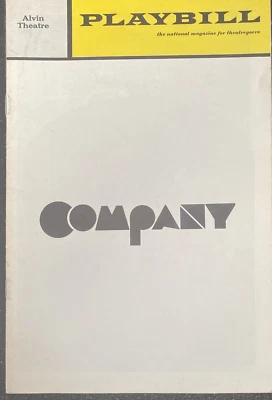 Alvin
Theatre
PLAYBILL
the national magazine for theatregoers
COMPANY